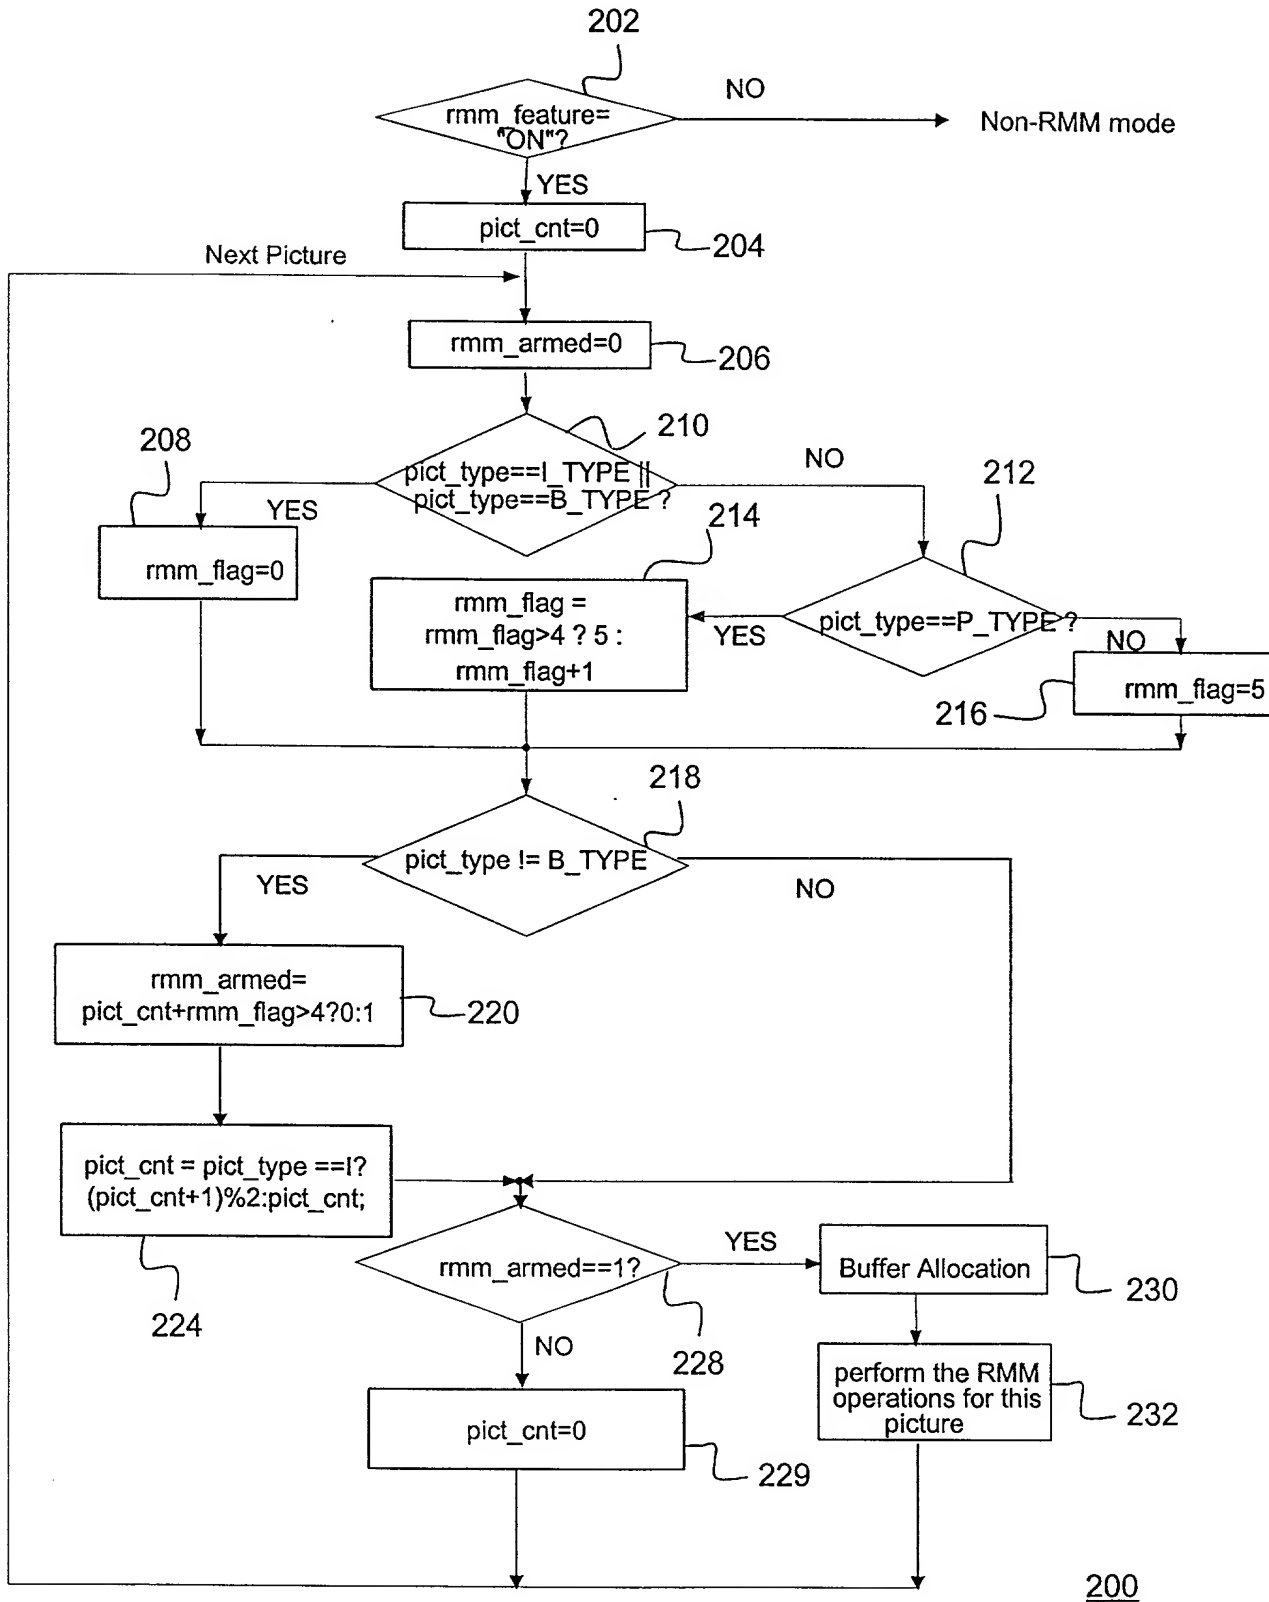 202
rmm_feature=
"ON"?
NO
Non-RMM mode
YES
pict_cnt=0
204
Next Picture
rmm_armed=0
206
210
208
pict_type==I_TYPE ||
pict_type==B_TYPE ?
NO
212
YES
214
rmm_flag=0
rmm_flag =
rmm_flag>4 ? 5 :
rmm_flag+1
YES
pict_type==P_TYPE ?
NO
rmm_flag=5
216
218
pict_type != B_TYPE
YES
NO
rmm_armed=
pict_cnt+rmm_flag>4?0:1
220
pict_cnt = pict_type ==I?
(pict_cnt+1)%2:pict_cnt;
224
rmm_armed==1?
YES
Buffer Allocation
230
228
NO
perform the RMM
operations for this
picture
232
pict_cnt=0
229
200